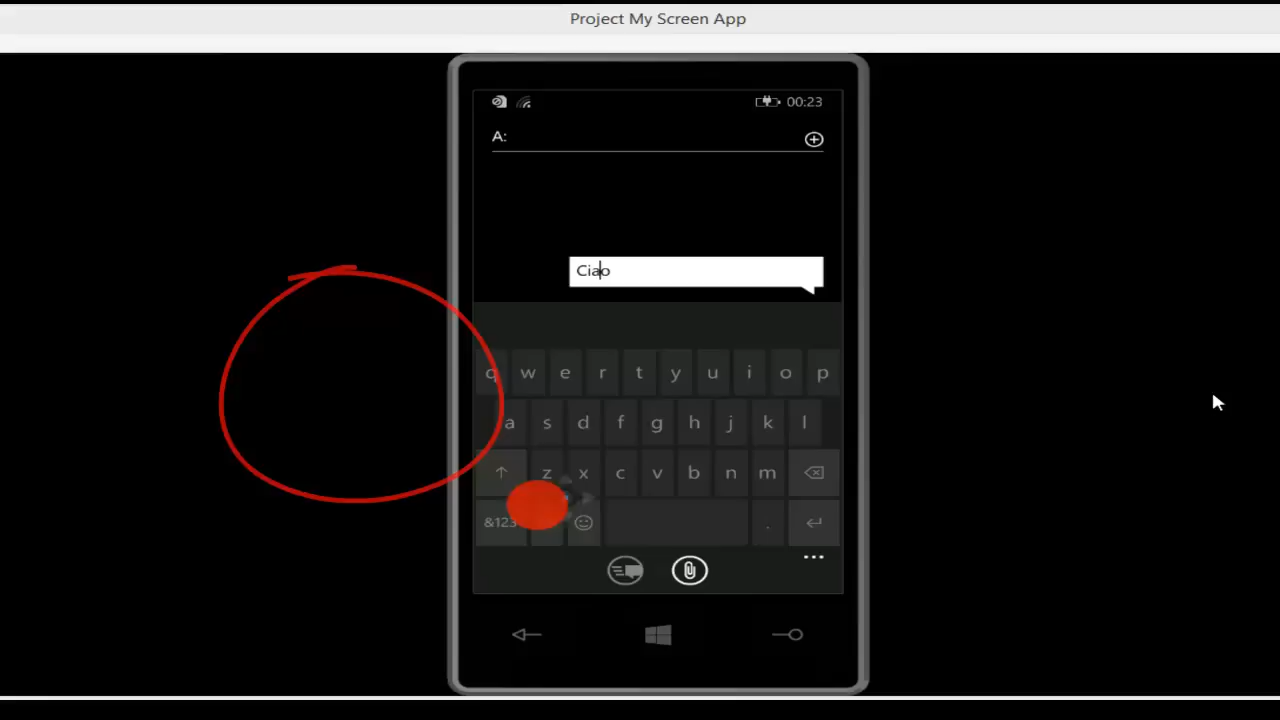 Project My Screen App
00:23
A:
Ciao
q w e r t y u i o p
a s d f g h j k l
z x c v b n m
&123 .